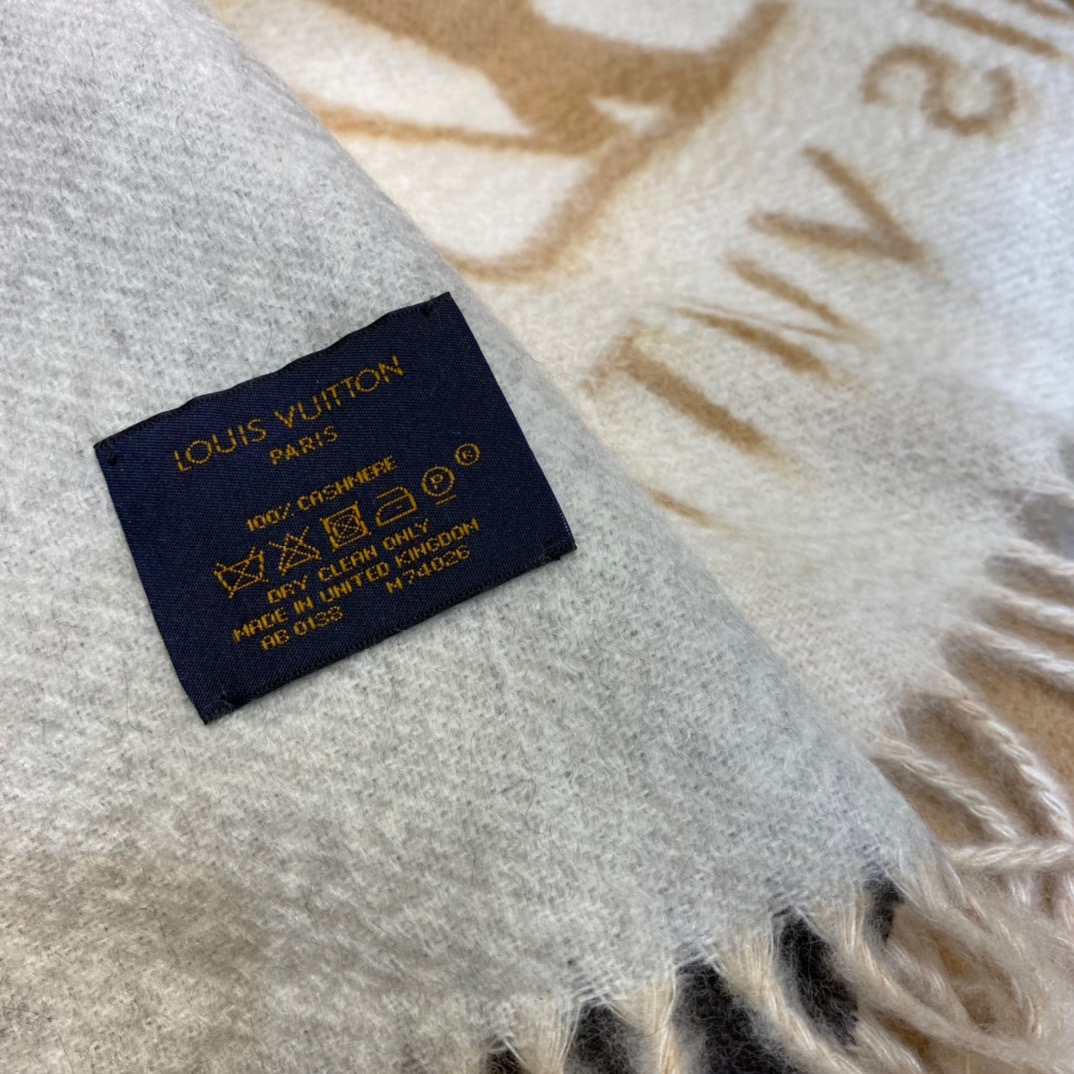 LOUIS VUITTON
PARIS
100% CASHMERE
P ®
DRY CLEAN ONLY
MADE IN UNITED KINGDOM
AB 0138 M74026